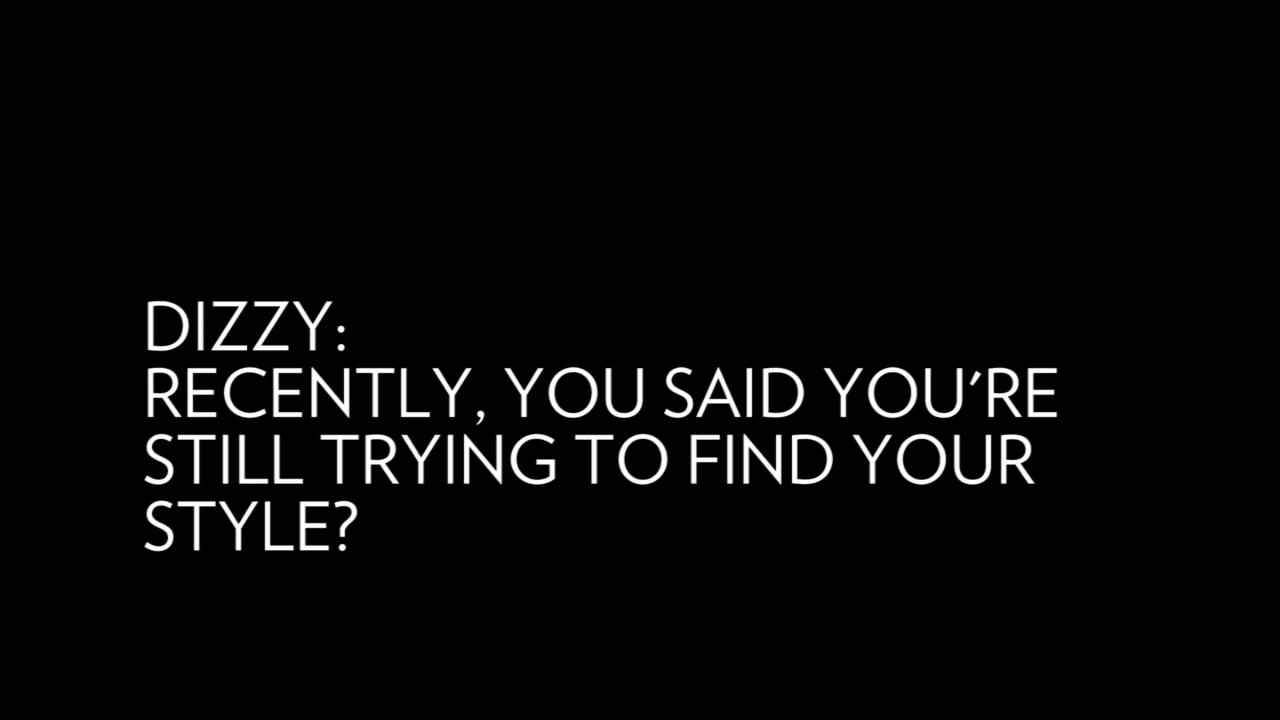 DIZZY:
RECENTLY, YOU SAID YOU'RE
STILL TRYING TO FIND YOUR
STYLE?